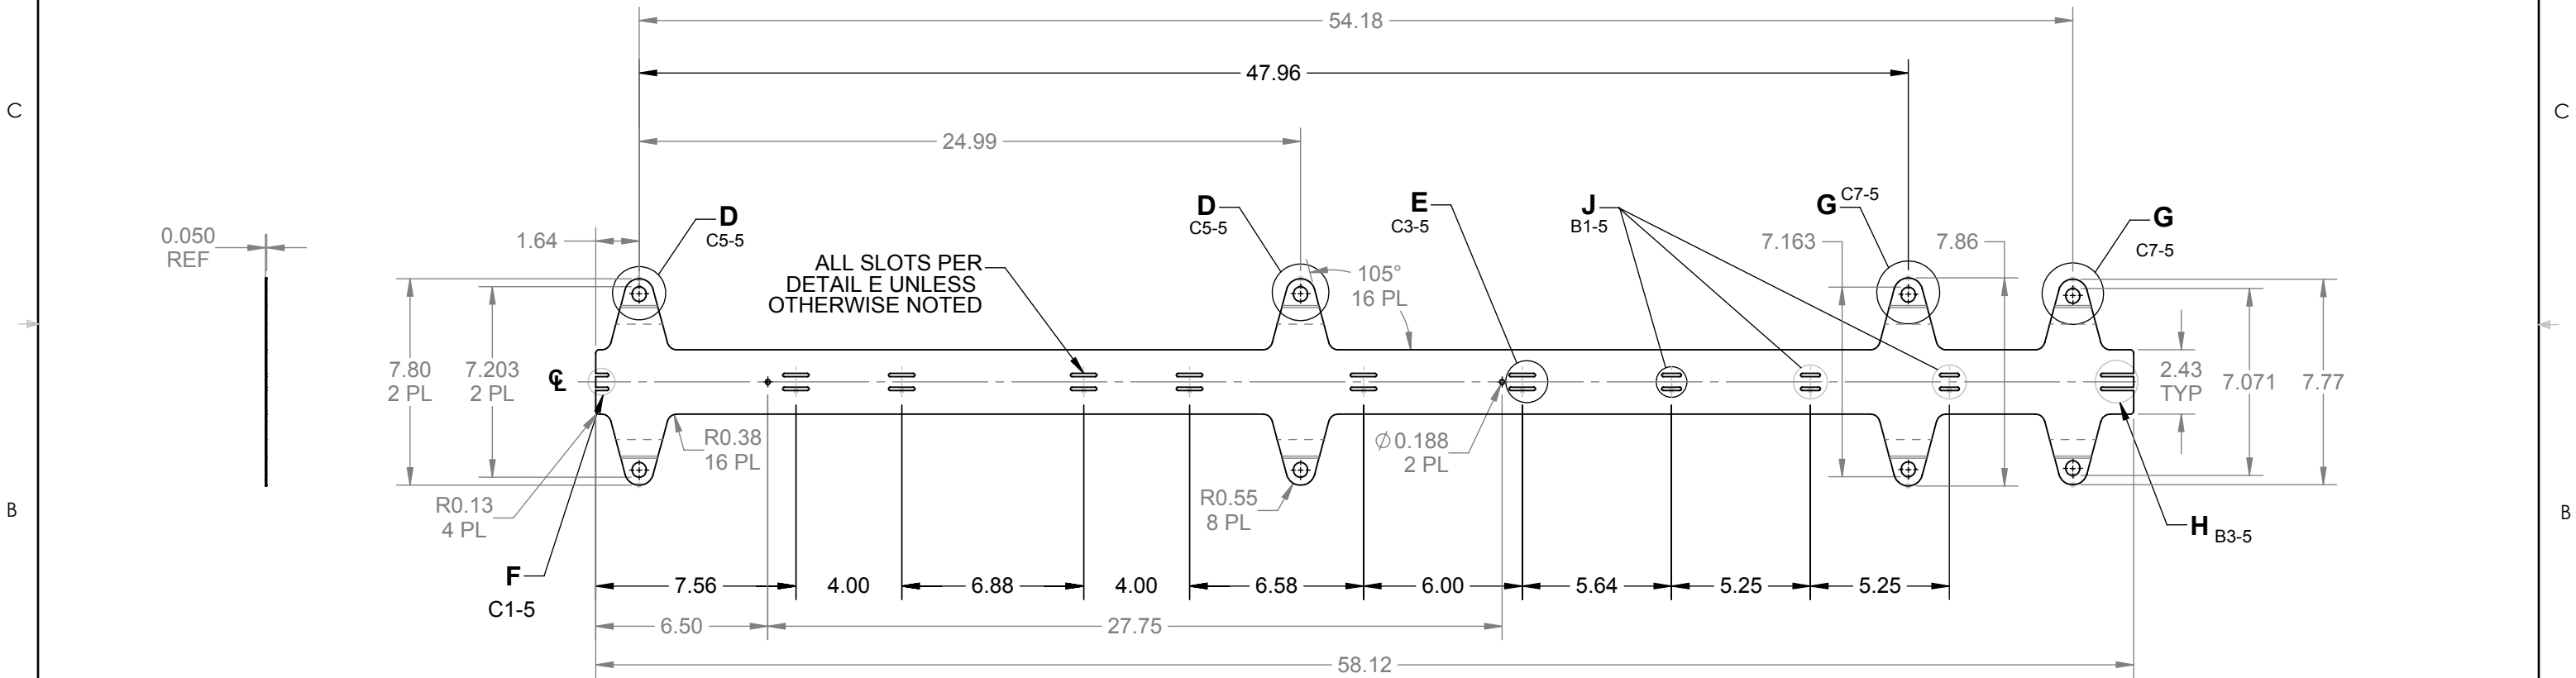 54.18
47.96
C
C
24.99
D
C5-5
D
C5-5
E
C3-5
J
B1-5
G C7-5
G
C7-5
0.050
REF
1.64
7.163
7.86
ALL SLOTS PER
DETAIL E UNLESS
OTHERWISE NOTED
105°
16 PL
7.80
2 PL
7.203
2 PL
℄
2.43
TYP
7.071
7.77
R0.38
16 PL
∅0.188
2 PL
R0.13
4 PL
R0.55
8 PL
B
B
H B3-5
F
C1-5
7.56
4.00
6.88
4.00
6.58
6.00
5.64
5.25
5.25
6.50
27.75
58.12